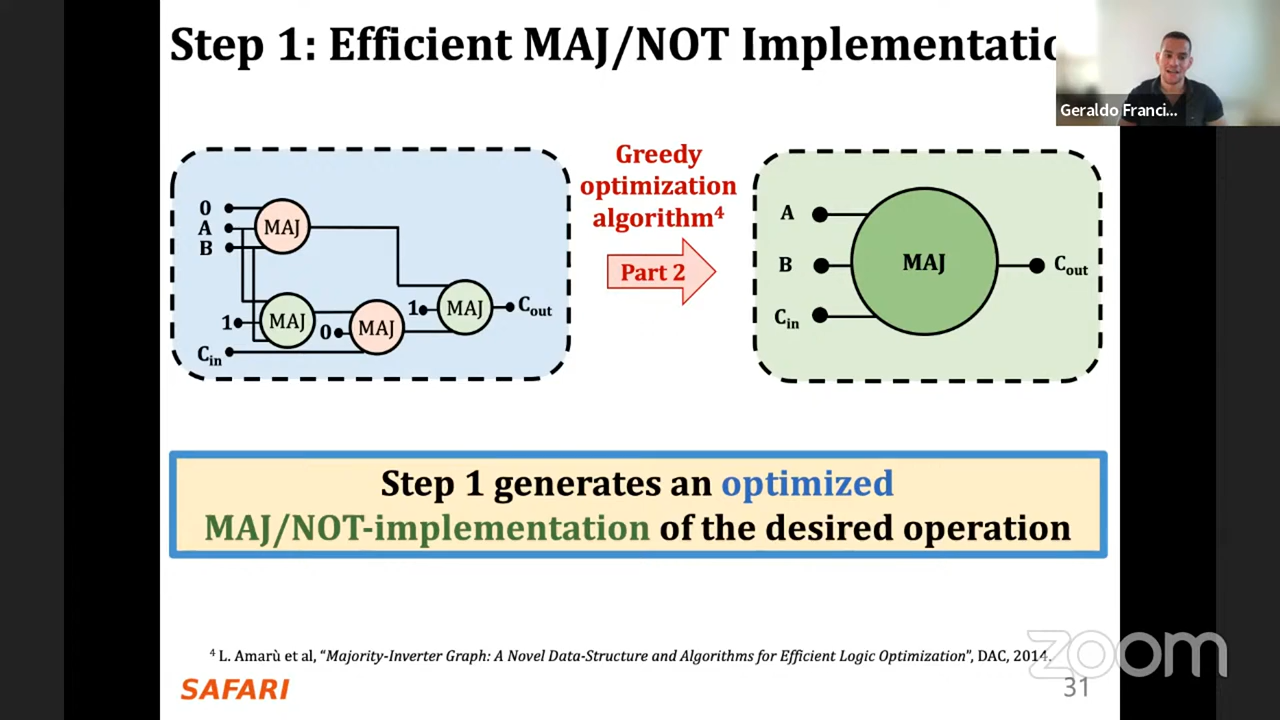 Step 1: Efficient MAJ/NOT Implementatio
Geraldo Franci...
Greedy
optimization
algorithm⁴
Part 2
0
A
B
MAJ
MAJ
MAJ
MAJ
1
0
1
Cin
Cout
A
B
Cin
MAJ
Cout
Step 1 generates an optimized
MAJ/NOT-implementation of the desired operation
⁴ L. Amarù et al, “Majority-Inverter Graph: A Novel Data-Structure and Algorithms for Efficient Logic Optimization”, DAC, 2014.
SAFARI
zoom
31